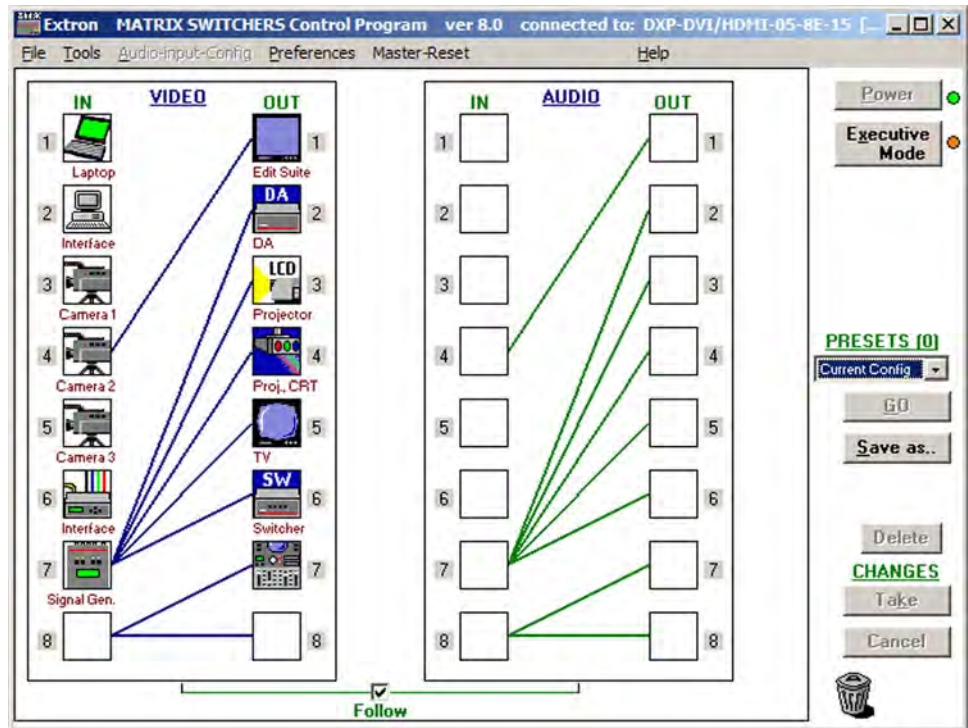 Extron MATRIX SWITCHERS Control Program ver 8.0 connected to: DXP-DVI/HDMI-05-8E-15 [...
File Tools Audio-Input-Config Preferences Master-Reset Help
VIDEO
IN OUT
1 Laptop
2 Interface
3 Camera 1
4 Camera 2
5 Camera 3
6 Interface
7 Signal Gen.
8
1 Edit Suite
DA
2 DA
LCD
3 Projector
4 Proj., CRT
5 TV
SW
6 Switcher
7
8
AUDIO
IN OUT
1 1
2 2
3 3
4 4
5 5
6 6
7 7
8 8
Follow
Power
Executive
Mode
PRESETS (0)
Current Config
GO
Save as..
Delete
CHANGES
Take
Cancel